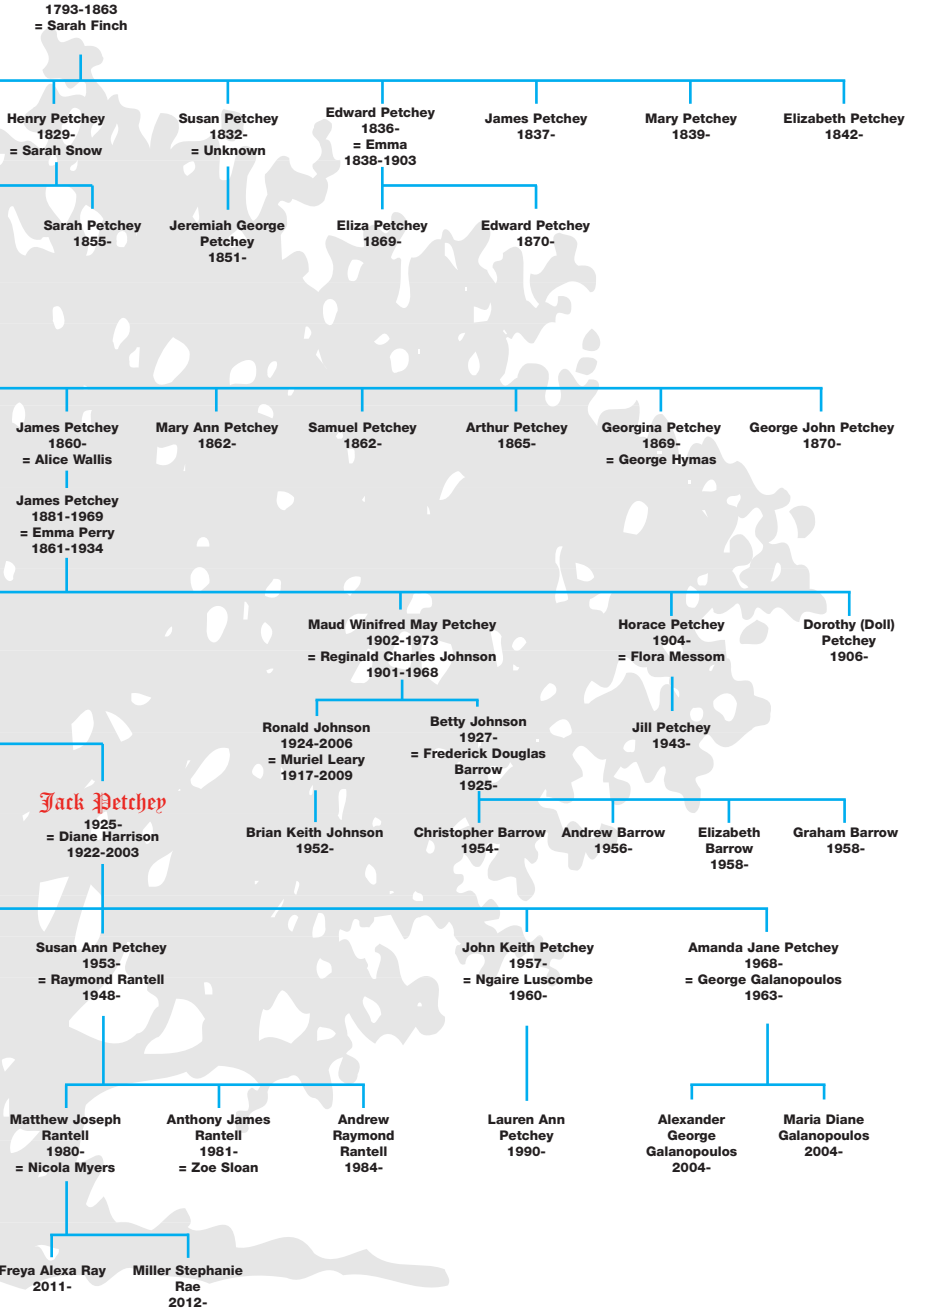 1793-1863
= Sarah Finch
Henry Petchey
1829-
= Sarah Snow
Susan Petchey
1832-
= Unknown
Edward Petchey
1836-
= Emma
1838-1903
James Petchey
1837-
Mary Petchey
1839-
Elizabeth Petchey
1842-
Sarah Petchey
1855-
Jeremiah George
Petchey
1851-
Eliza Petchey
1869-
Edward Petchey
1870-
James Petchey
1860-
= Alice Wallis
Mary Ann Petchey
1862-
Samuel Petchey
1862-
Arthur Petchey
1865-
Georgina Petchey
1869-
= George Hymas
George John Petchey
1870-
James Petchey
1881-1969
= Emma Perry
1861-1934
Maud Winifred May Petchey
1902-1973
= Reginald Charles Johnson
1901-1968
Horace Petchey
1904-
= Flora Messom
Dorothy (Doll)
Petchey
1906-
Ronald Johnson
1924-2006
= Muriel Leary
1917-2009
Betty Johnson
1927-
= Frederick Douglas
Barrow
1925-
Jill Petchey
1943-
Jack Petchey
1925-
= Diane Harrison
1922-2003
Brian Keith Johnson
1952-
Christopher Barrow
1954-
Andrew Barrow
1956-
Elizabeth
Barrow
1958-
Graham Barrow
1958-
Susan Ann Petchey
1953-
= Raymond Rantell
1948-
John Keith Petchey
1957-
= Ngaire Luscombe
1960-
Amanda Jane Petchey
1968-
= George Galanopoulos
1963-
Matthew Joseph
Rantell
1980-
= Nicola Myers
Anthony James
Rantell
1981-
= Zoe Sloan
Andrew
Raymond
Rantell
1984-
Lauren Ann
Petchey
1990-
Alexander
George
Galanopoulos
2004-
Maria Diane
Galanopoulos
2004-
Freya Alexa Ray
2011-
Miller Stephanie
Rae
2012-